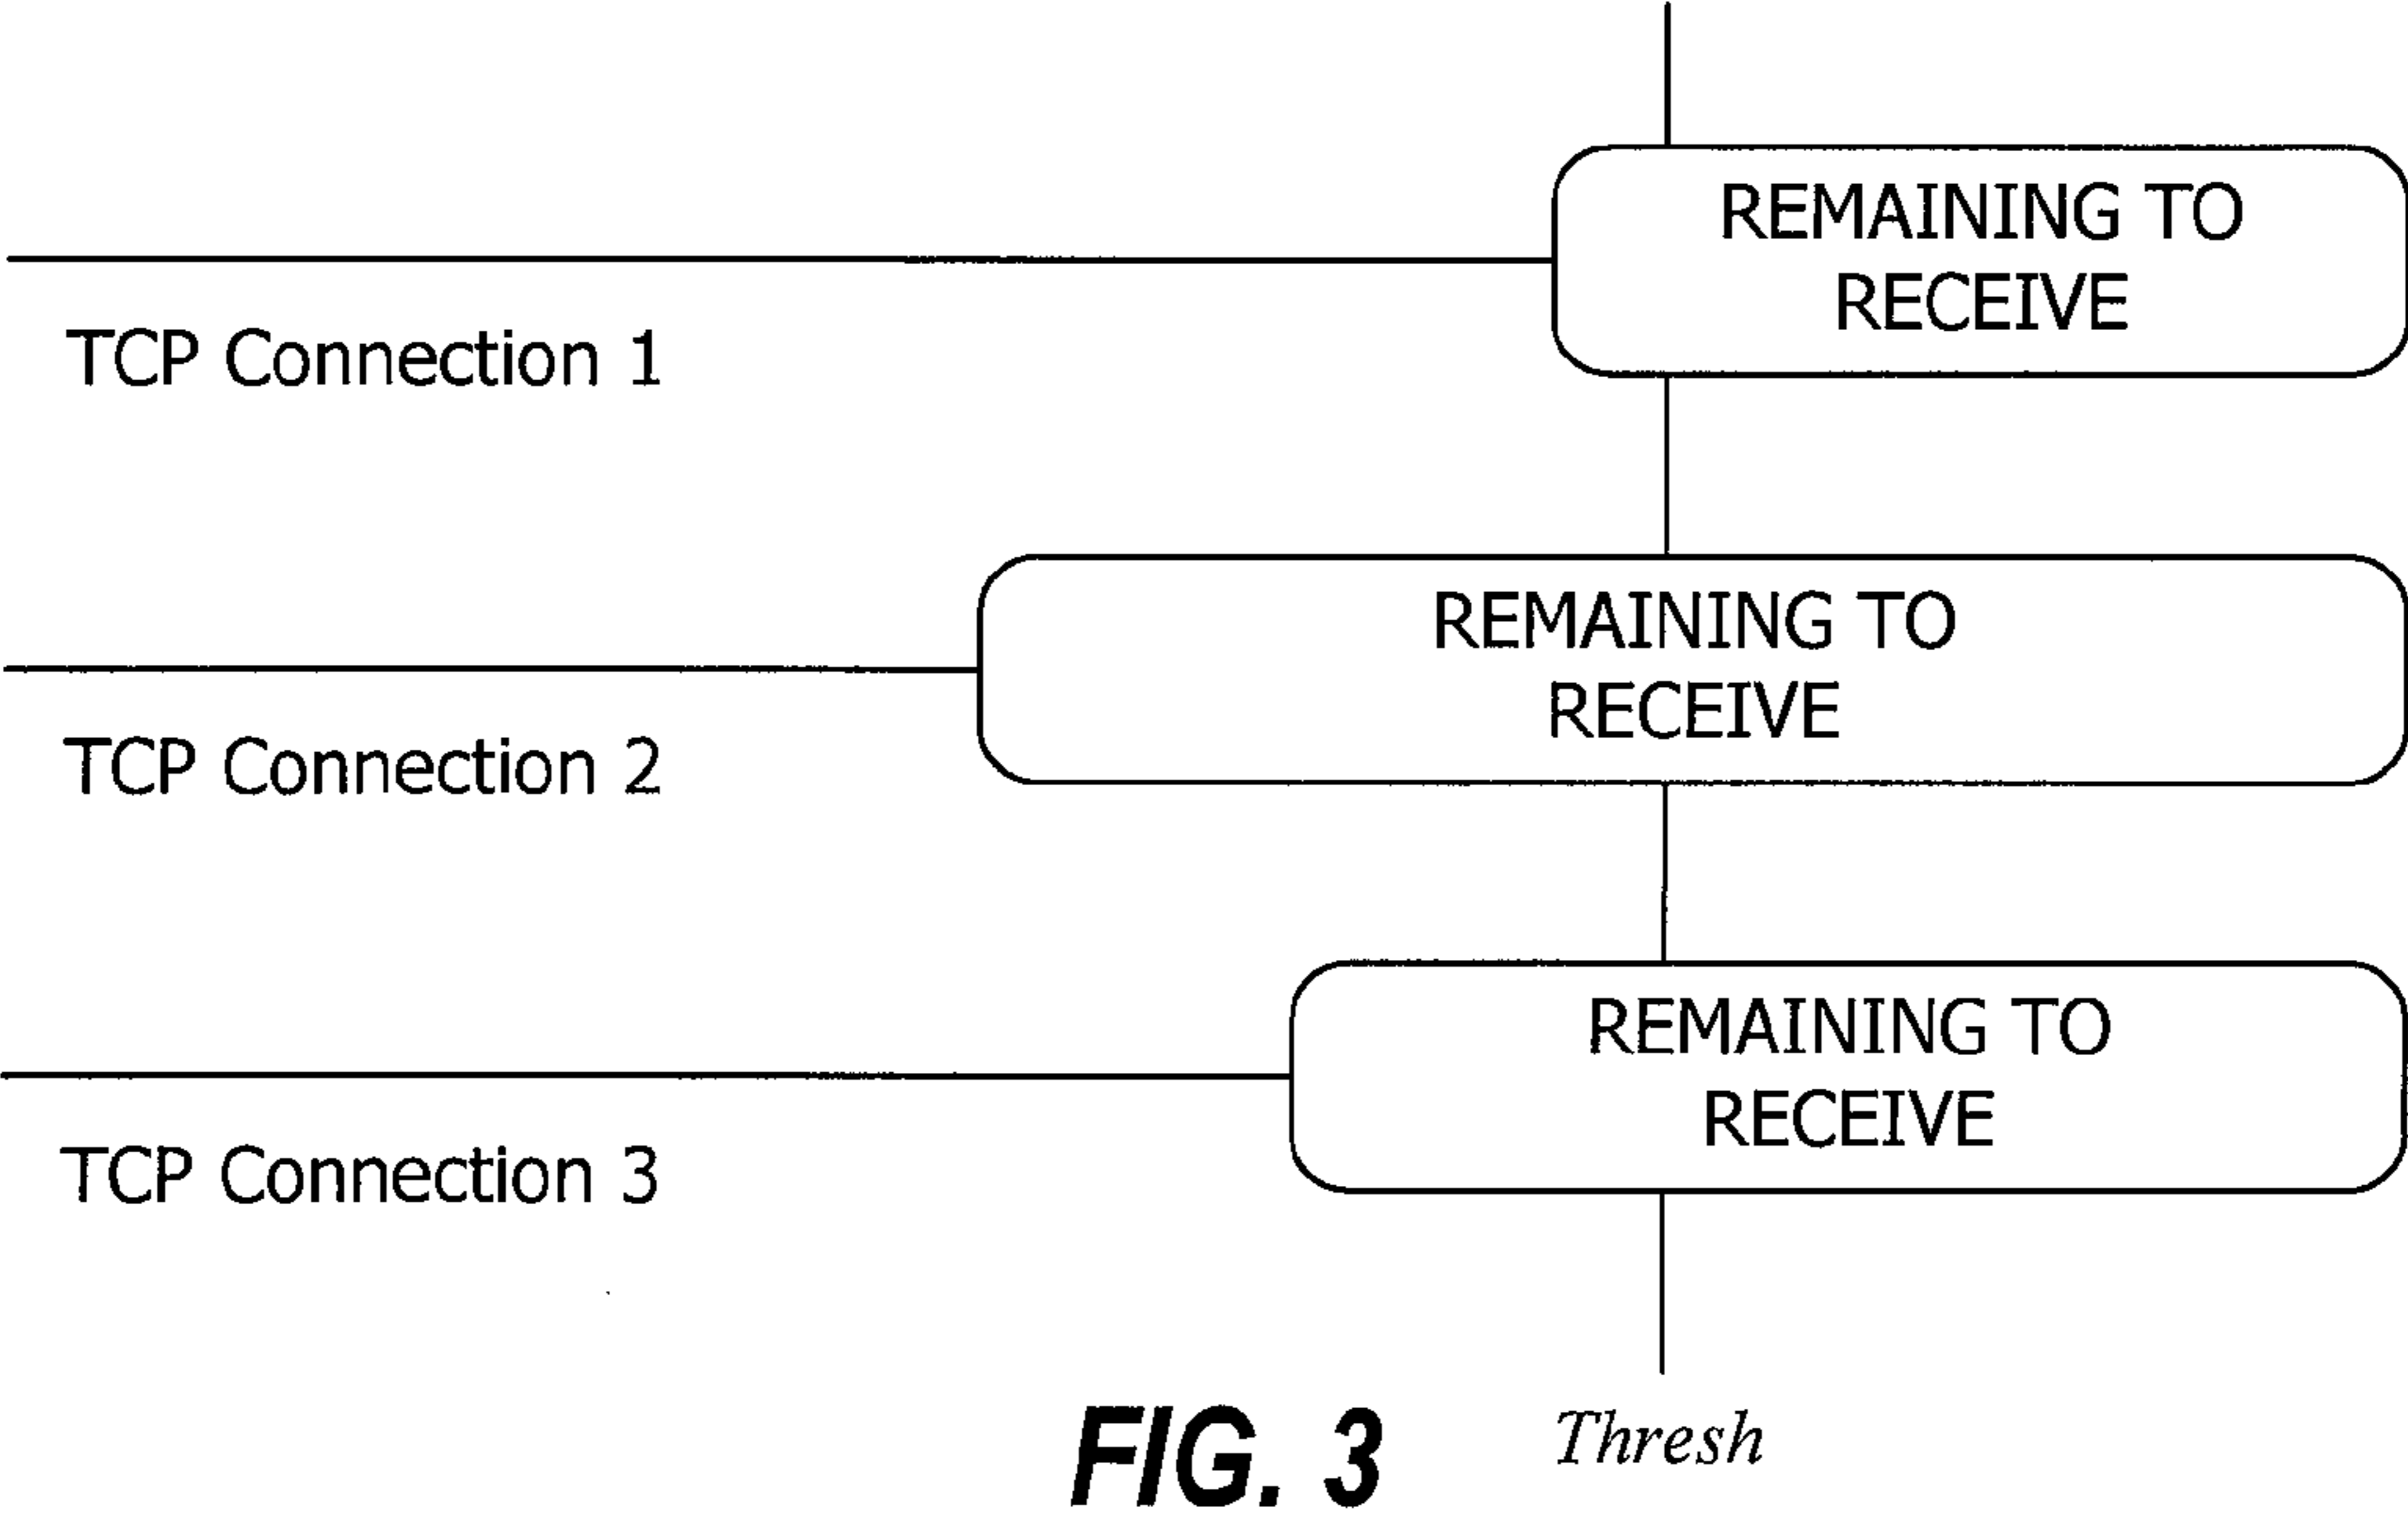 REMAINING TO
RECEIVE
TCP Connection 1
REMAINING TO
RECEIVE
TCP Connection 2
REMAINING TO
RECEIVE
TCP Connection 3
FIG. 3
Thresh